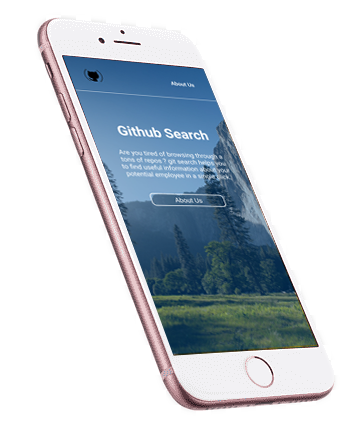 About Us
Github Search
Are you tired of browsing through a
tons of repos ? git search helps you
to find useful information about your
potential employee in a single click.
About Us